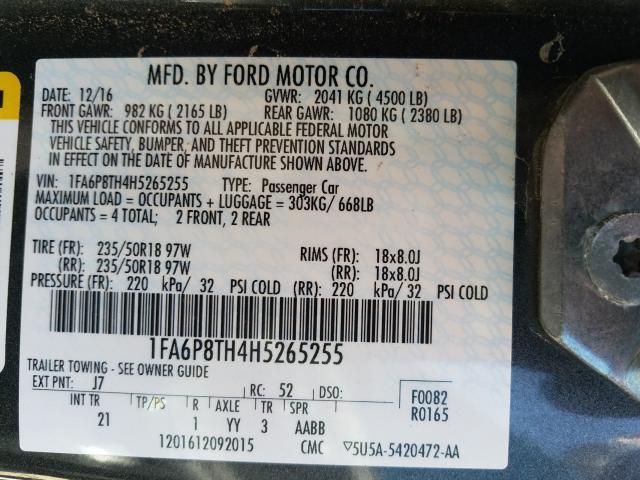 MFD. BY FORD MOTOR CO.
DATE: 12/16 GVWR: 2041 KG ( 4500 LB)
FRONT GAWR: 982 KG ( 2165 LB) REAR GAWR: 1080 KG ( 2380 LB)
THIS VEHICLE CONFORMS TO ALL APPLICABLE FEDERAL MOTOR
VEHICLE SAFETY, BUMPER, AND THEFT PREVENTION STANDARDS
IN EFFECT ON THE DATE OF MANUFACTURE SHOWN ABOVE.
VIN: 1FA6P8TH4H5265255 TYPE: Passenger Car
MAXIMUM LOAD = OCCUPANTS + LUGGAGE = 303KG/ 668LB
OCCUPANTS = 4 TOTAL; 2 FRONT, 2 REAR
TIRE (FR): 235/50R18 97W RIMS (FR): 18x8.0J
(RR): 235/50R18 97W (RR): 18x8.0J
PRESSURE (FR): 220 kPa/ 32 PSI COLD (RR): 220 kPa/ 32 PSI COLD
1FA6P8TH4H5265255
TRAILER TOWING - SEE OWNER GUIDE
EXT PNT: J7 RC: 52 DSO: F0082
INT TR TP/PS R AXLE TR SPR R0165
21 1 YY 3 AABB
1201612092015 CMC ▽5U5A-5420472-AA